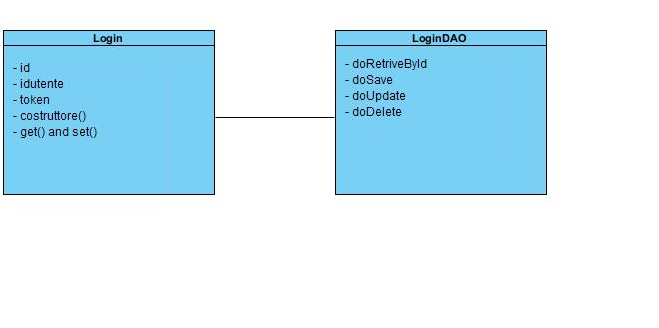 Login
- id
- idutente
- token
- costruttore()
- get() and set()
LoginDAO
- doRetriveById
- doSave
- doUpdate
- doDelete